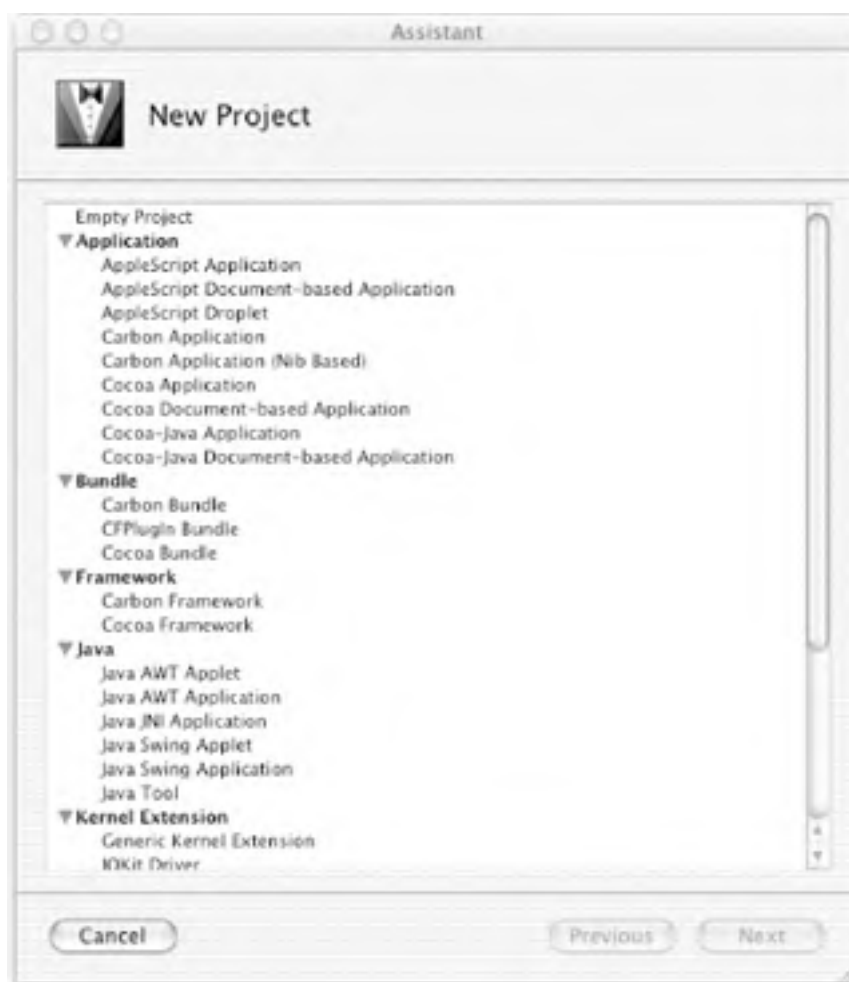 Assistant
New Project
Empty Project
Application
AppleScript Application
AppleScript Document-based Application
AppleScript Droplet
Carbon Application
Carbon Application (Nib Based)
Cocoa Application
Cocoa Document-based Application
Cocoa-Java Application
Cocoa-Java Document-based Application
Bundle
Carbon Bundle
CFPlugIn Bundle
Cocoa Bundle
Framework
Carbon Framework
Cocoa Framework
Java
Java AWT Applet
Java AWT Application
Java JNI Application
Java Swing Applet
Java Swing Application
Java Tool
Kernel Extension
Generic Kernel Extension
IOKit Driver
Cancel
Previous
Next